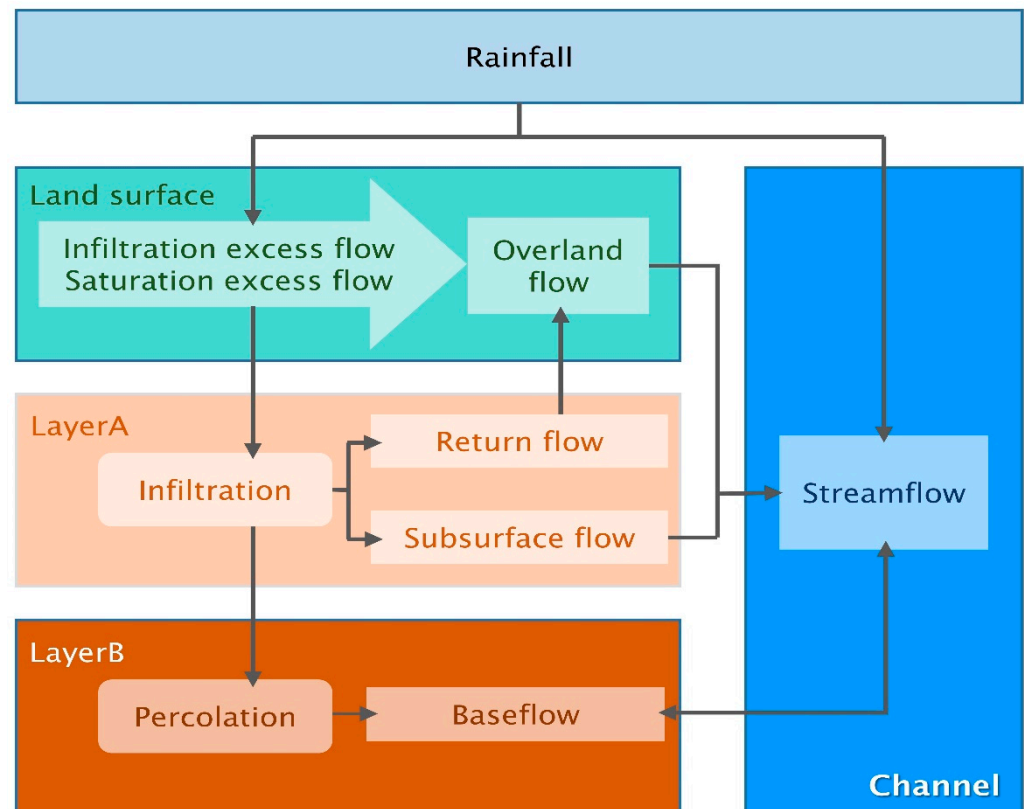 Rainfall
Land surface
Infiltration excess flow
Saturation excess flow
Overland
flow
LayerA
Return flow
Infiltration
Subsurface flow
Streamflow
LayerB
Percolation
Baseflow
Channel